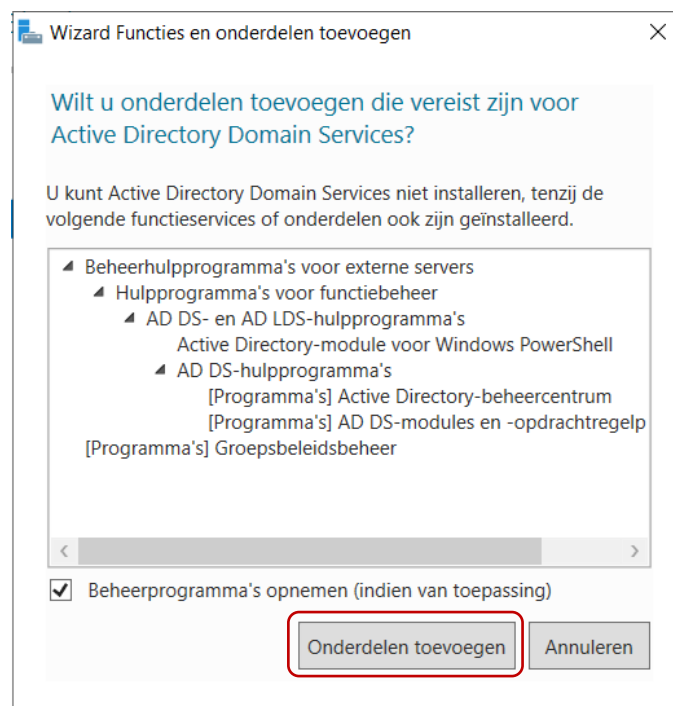 Wizard Functies en onderdelen toevoegen
Wilt u onderdelen toevoegen die vereist zijn voor
Active Directory Domain Services?
U kunt Active Directory Domain Services niet installeren, tenzij de
volgende functieservices of onderdelen ook zijn geïnstalleerd.
Beheerhulpprogramma's voor externe servers
Hulpprogramma's voor functiebeheer
AD DS- en AD LDS-hulpprogramma's
Active Directory-module voor Windows PowerShell
AD DS-hulpprogramma's
[Programma's] Active Directory-beheercentrum
[Programma's] AD DS-modules en -opdrachtregelp
[Programma's] Groepsbeleidsbeheer
Beheerprogramma's opnemen (indien van toepassing)
Onderdelen toevoegen Annuleren